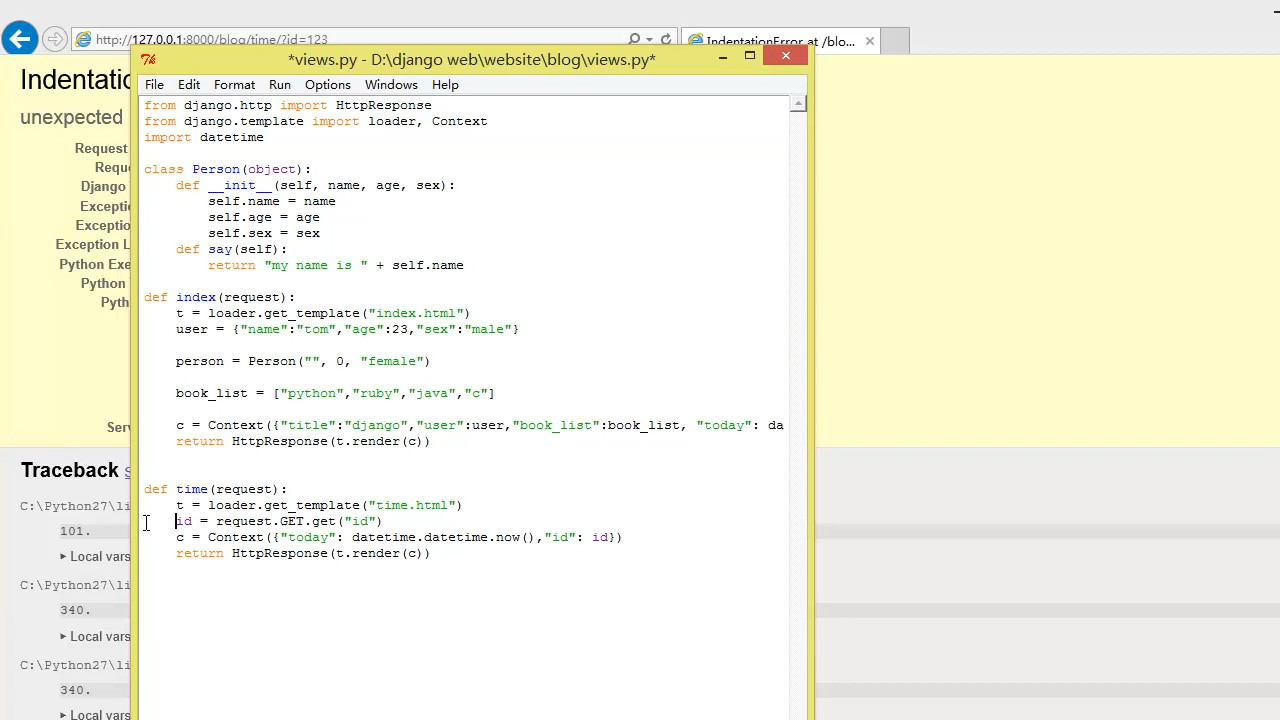 http://127.0.0.1:8000/blog/time/?id=123
IndentationError at /blo...
*views.py - D:\django web\website\blog\views.py*
File Edit Format Run Options Windows Help
from django.http import HttpResponse
from django.template import loader, Context
import datetime
class Person(object):
def __init__(self, name, age, sex):
self.name = name
self.age = age
self.sex = sex
def say(self):
return "my name is " + self.name
def index(request):
t = loader.get_template("index.html")
user = {"name":"tom","age":23,"sex":"male"}
person = Person("", 0, "female")
book_list = ["python","ruby","java","c"]
c = Context({"title":"django","user":user,"book_list":book_list, "today": da
return HttpResponse(t.render(c))
def time(request):
t = loader.get_template("time.html")
id = request.GET.get("id")
c = Context({"today": datetime.datetime.now(),"id": id})
return HttpResponse(t.render(c))
Indentatio
unexpected
Request
Reque
Django
Excepti
Exceptio
Exception L
Python Exe
Python
Pyth
Serv
Traceback S
C:\Python27\li
101.
▸ Local vars
C:\Python27\li
340.
▸ Local vars
C:\Python27\li
340.
▸ Local vars